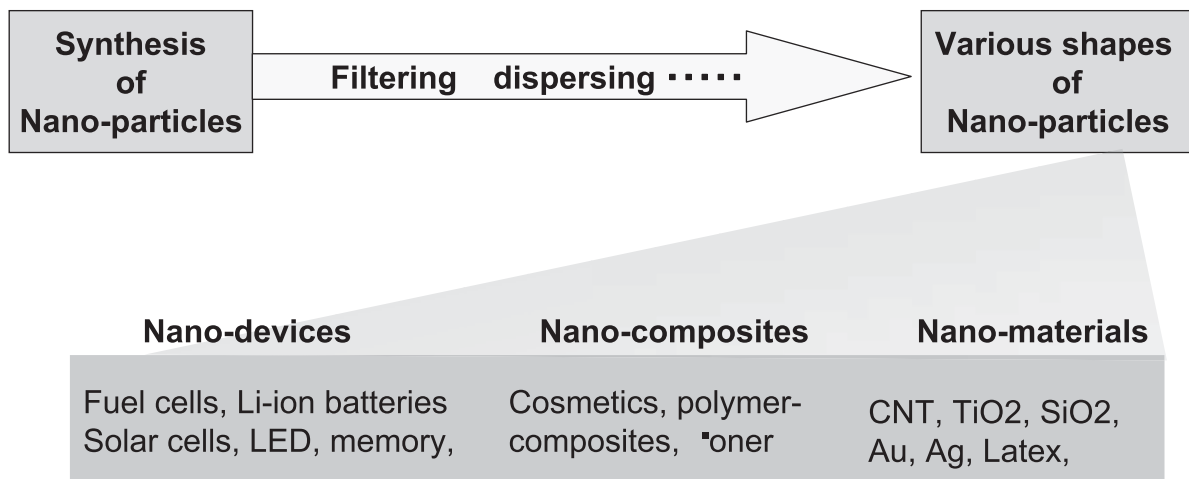 Synthesis
of
Nano-particles
Filtering dispersing ·····
Various shapes
of
Nano-particles
Nano-devices
Nano-composites
Nano-materials
Fuel cells, Li-ion batteries
Solar cells, LED, memory,
Cosmetics, polymer-
composites, ▪oner
CNT, TiO2, SiO2,
Au, Ag, Latex,